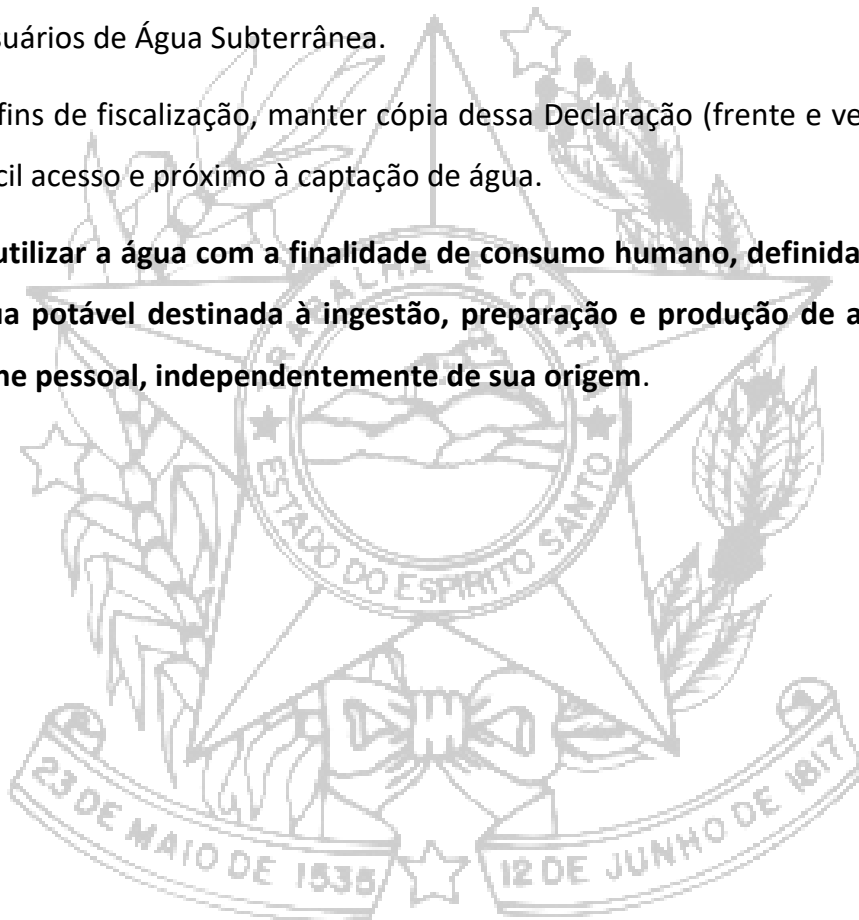 suários de Água Subterrânea.
fins de fiscalização, manter cópia dessa Declaração (frente e ve
cil acesso e próximo à captação de água.
utilizar a água com a finalidade de consumo humano, definida
ua potável destinada à ingestão, preparação e produção de a
ne pessoal, independentemente de sua origem.
TRABALHA E CONFI
ESTADO DO ESPIRITO SANTO
23 DE MAIO DE 1535
12 DE JUNHO DE 1817